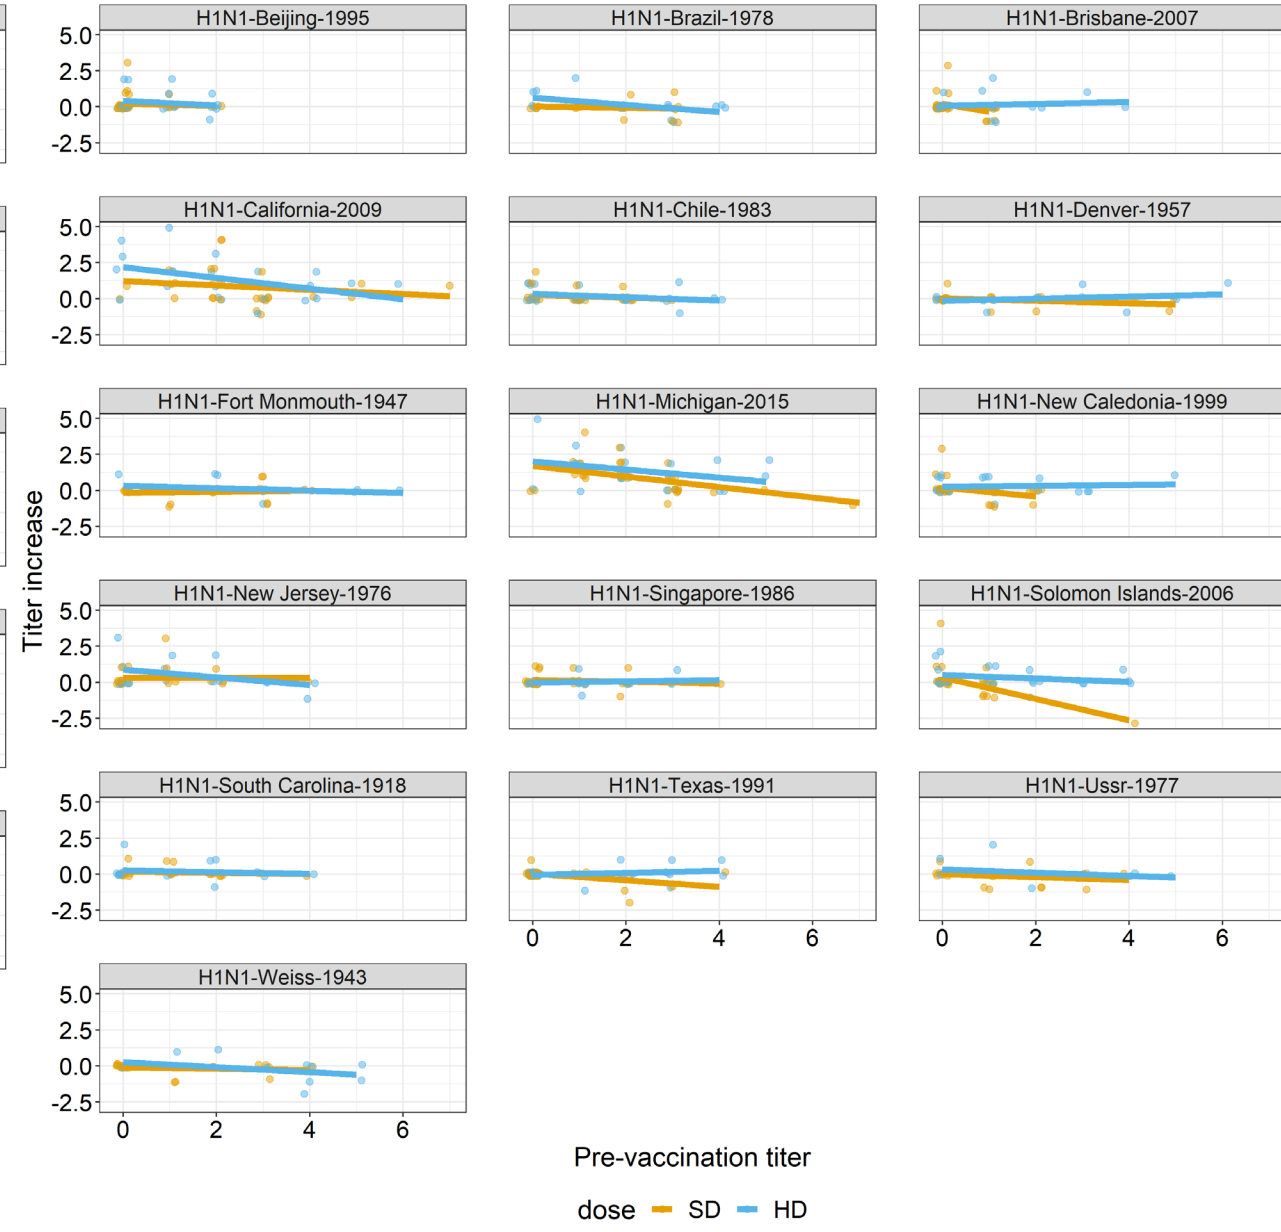 H1N1-Beijing-1995 H1N1-Brazil-1978 H1N1-Brisbane-2007
5.0
2.5
0.0
-2.5
H1N1-California-2009 H1N1-Chile-1983 H1N1-Denver-1957
5.0
2.5
0.0
-2.5
H1N1-Fort Monmouth-1947 H1N1-Michigan-2015 H1N1-New Caledonia-1999
5.0
2.5
0.0
-2.5
Titer increase
H1N1-New Jersey-1976 H1N1-Singapore-1986 H1N1-Solomon Islands-2006
5.0
2.5
0.0
-2.5
H1N1-South Carolina-1918 H1N1-Texas-1991 H1N1-Ussr-1977
5.0
2.5
0.0
-2.5
0 2 4 6 0 2 4 6
H1N1-Weiss-1943
5.0
2.5
0.0
-2.5
0 2 4 6
Pre-vaccination titer
dose SD HD